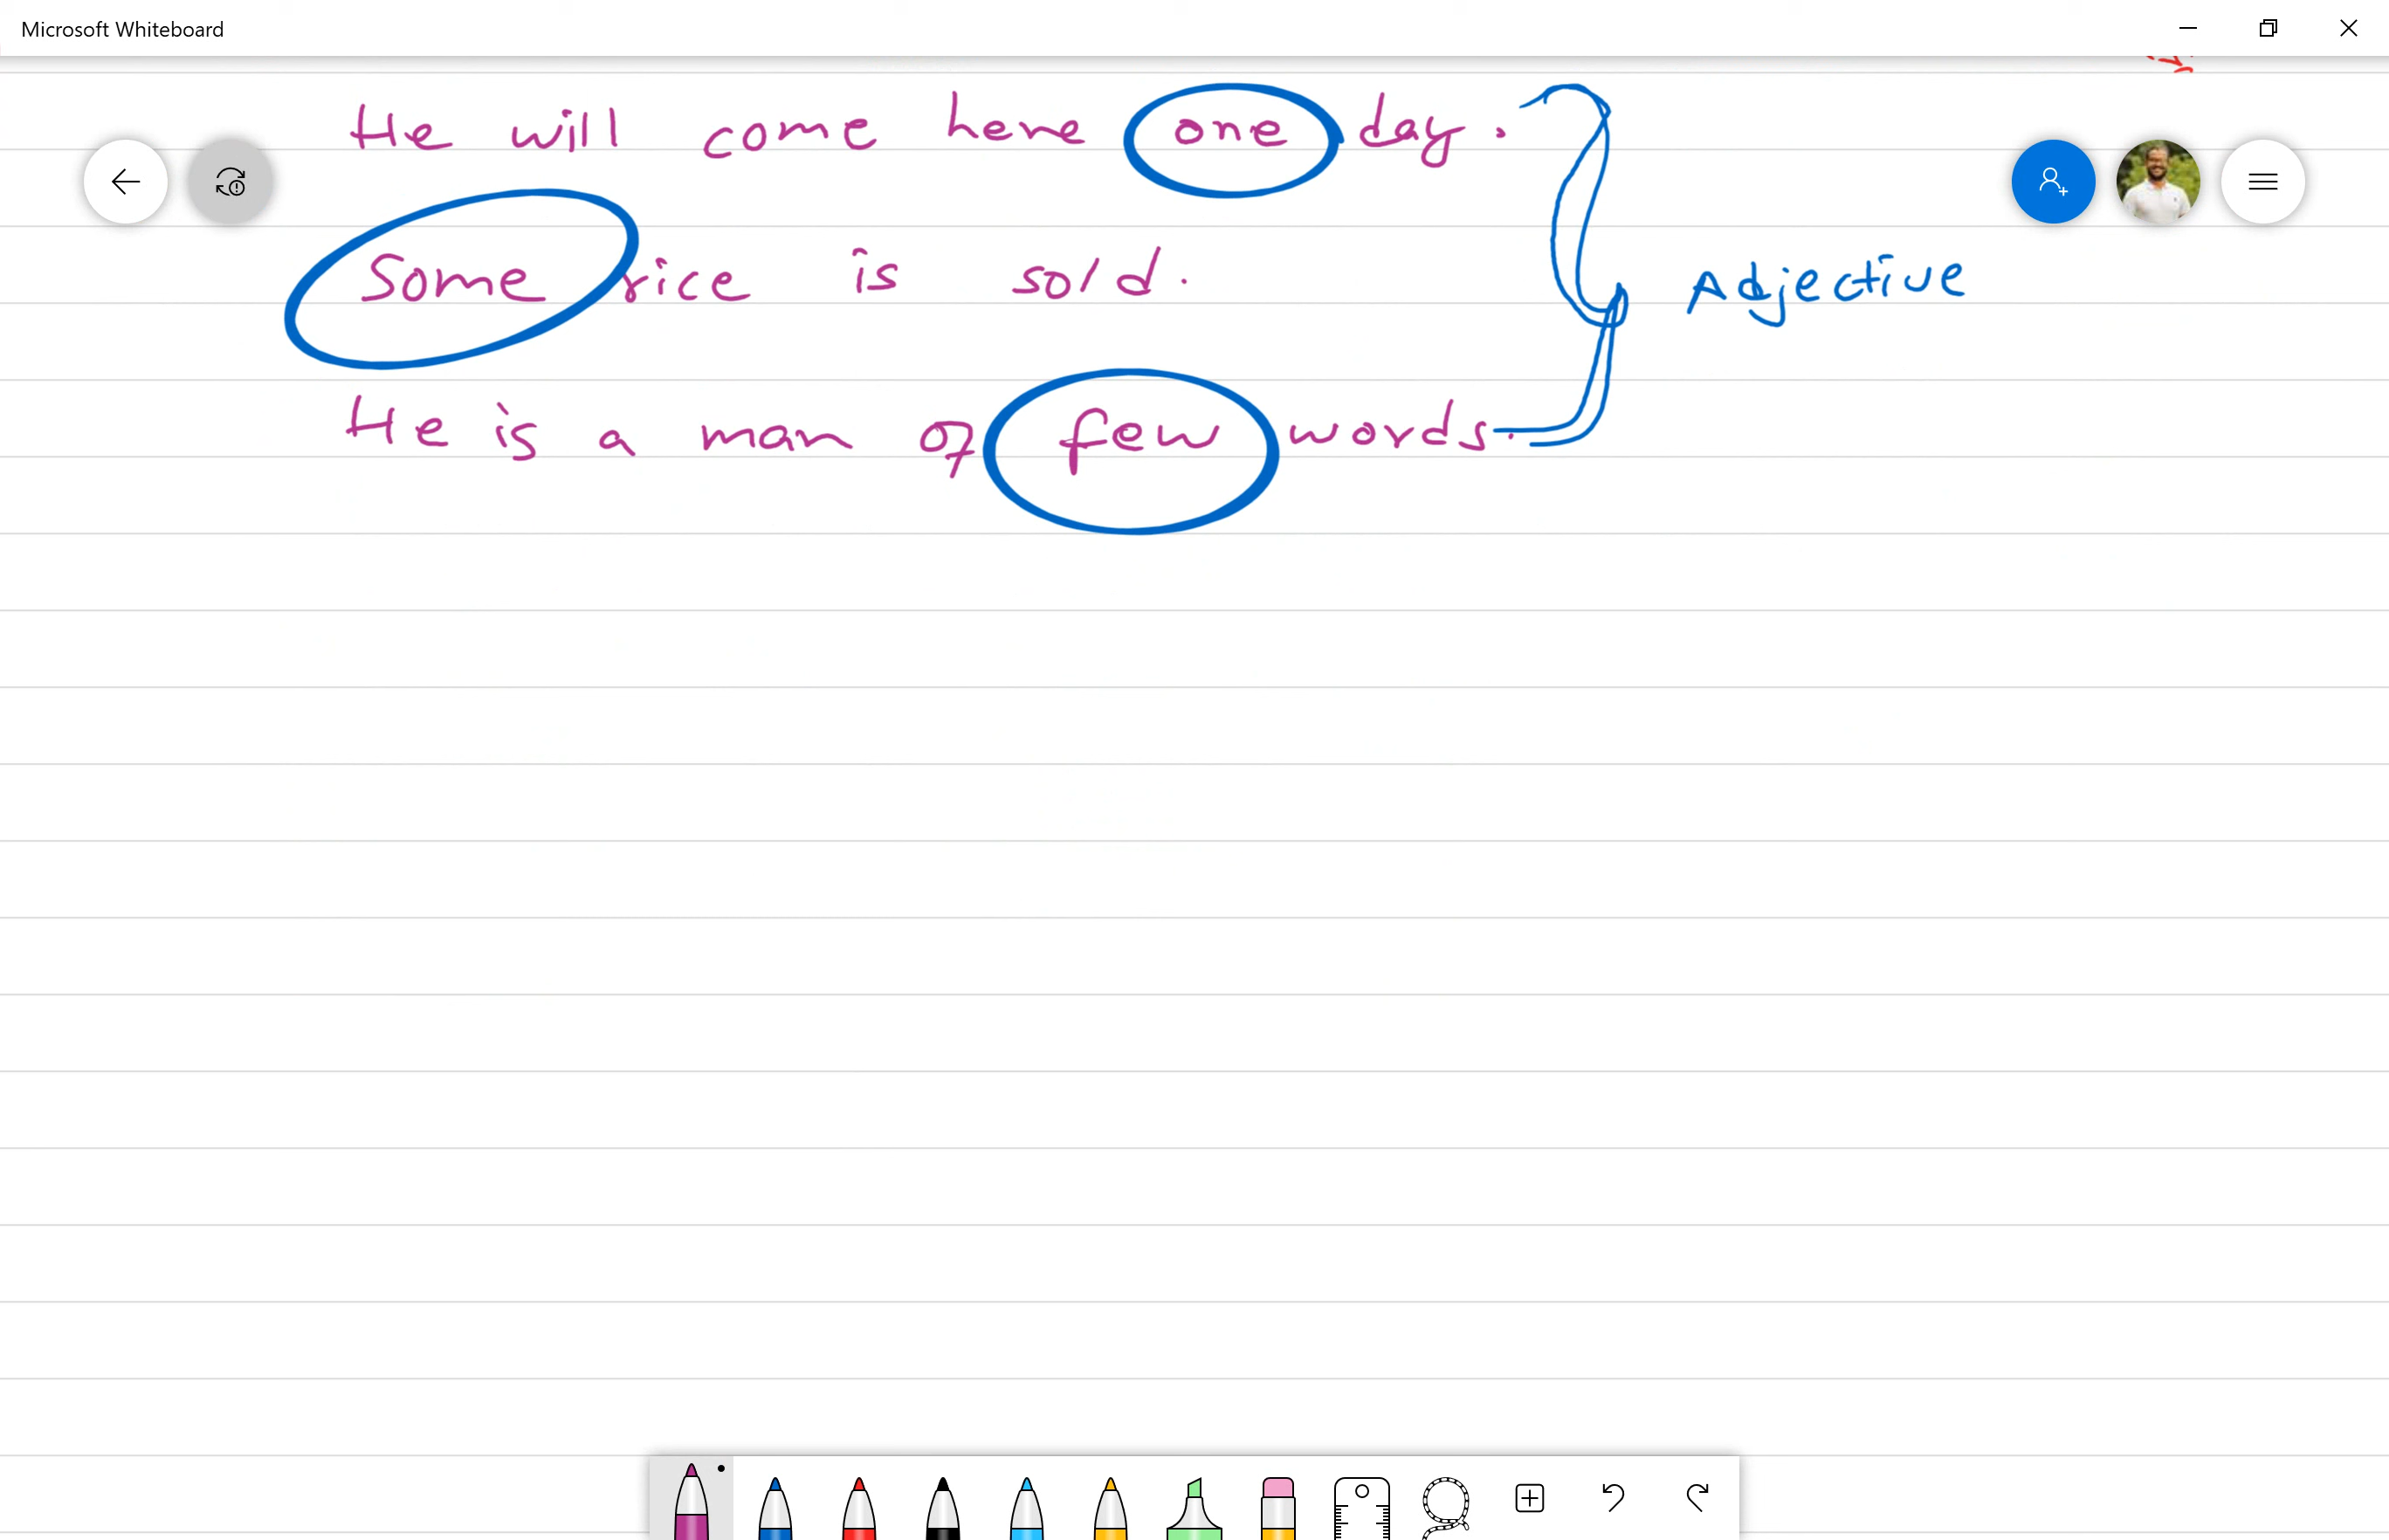 Microsoft Whiteboard
He will come here one day.
Some rice is sold.
Adjective
He is a man of few words.